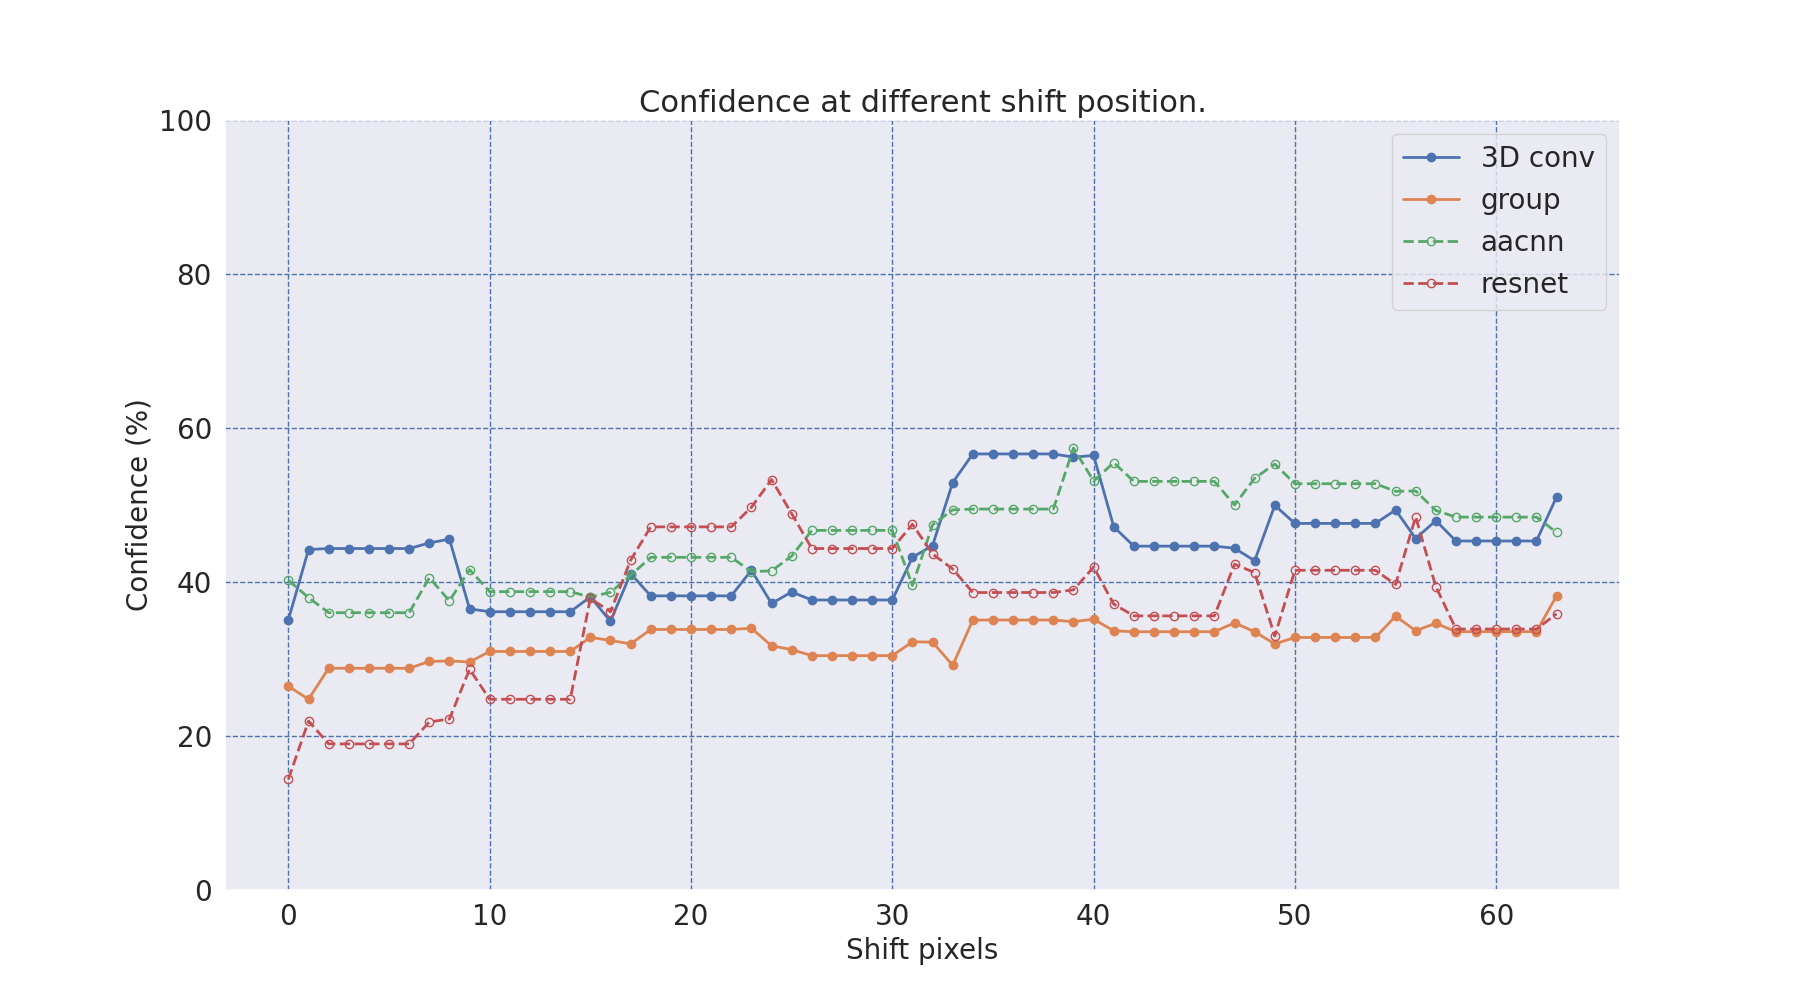 Confidence at different shift position.
100
80
60
40
20
0
Confidence (%)
3D conv
group
aacnn
resnet
0 10 20 30 40 50 60
Shift pixels